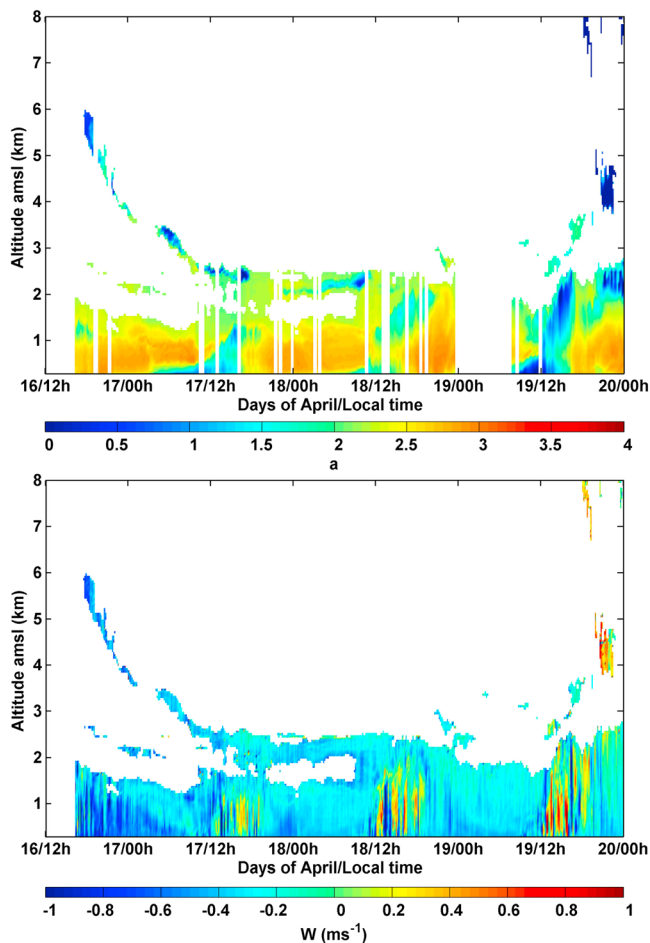 8
7
6
5
4
3
2
1
Altitude amsl (km)
16/12h 17/00h 17/12h 18/00h 18/12h 19/00h 19/12h 20/00h
Days of April/Local time
0 0.5 1 1.5 2 2.5 3 3.5 4
a
8
7
6
5
4
3
2
1
Altitude amsl (km)
16/12h 17/00h 17/12h 18/00h 18/12h 19/00h 19/12h 20/00h
Days of April/Local time
-1 -0.8 -0.6 -0.4 -0.2 0 0.2 0.4 0.6 0.8 1
W (ms⁻¹)